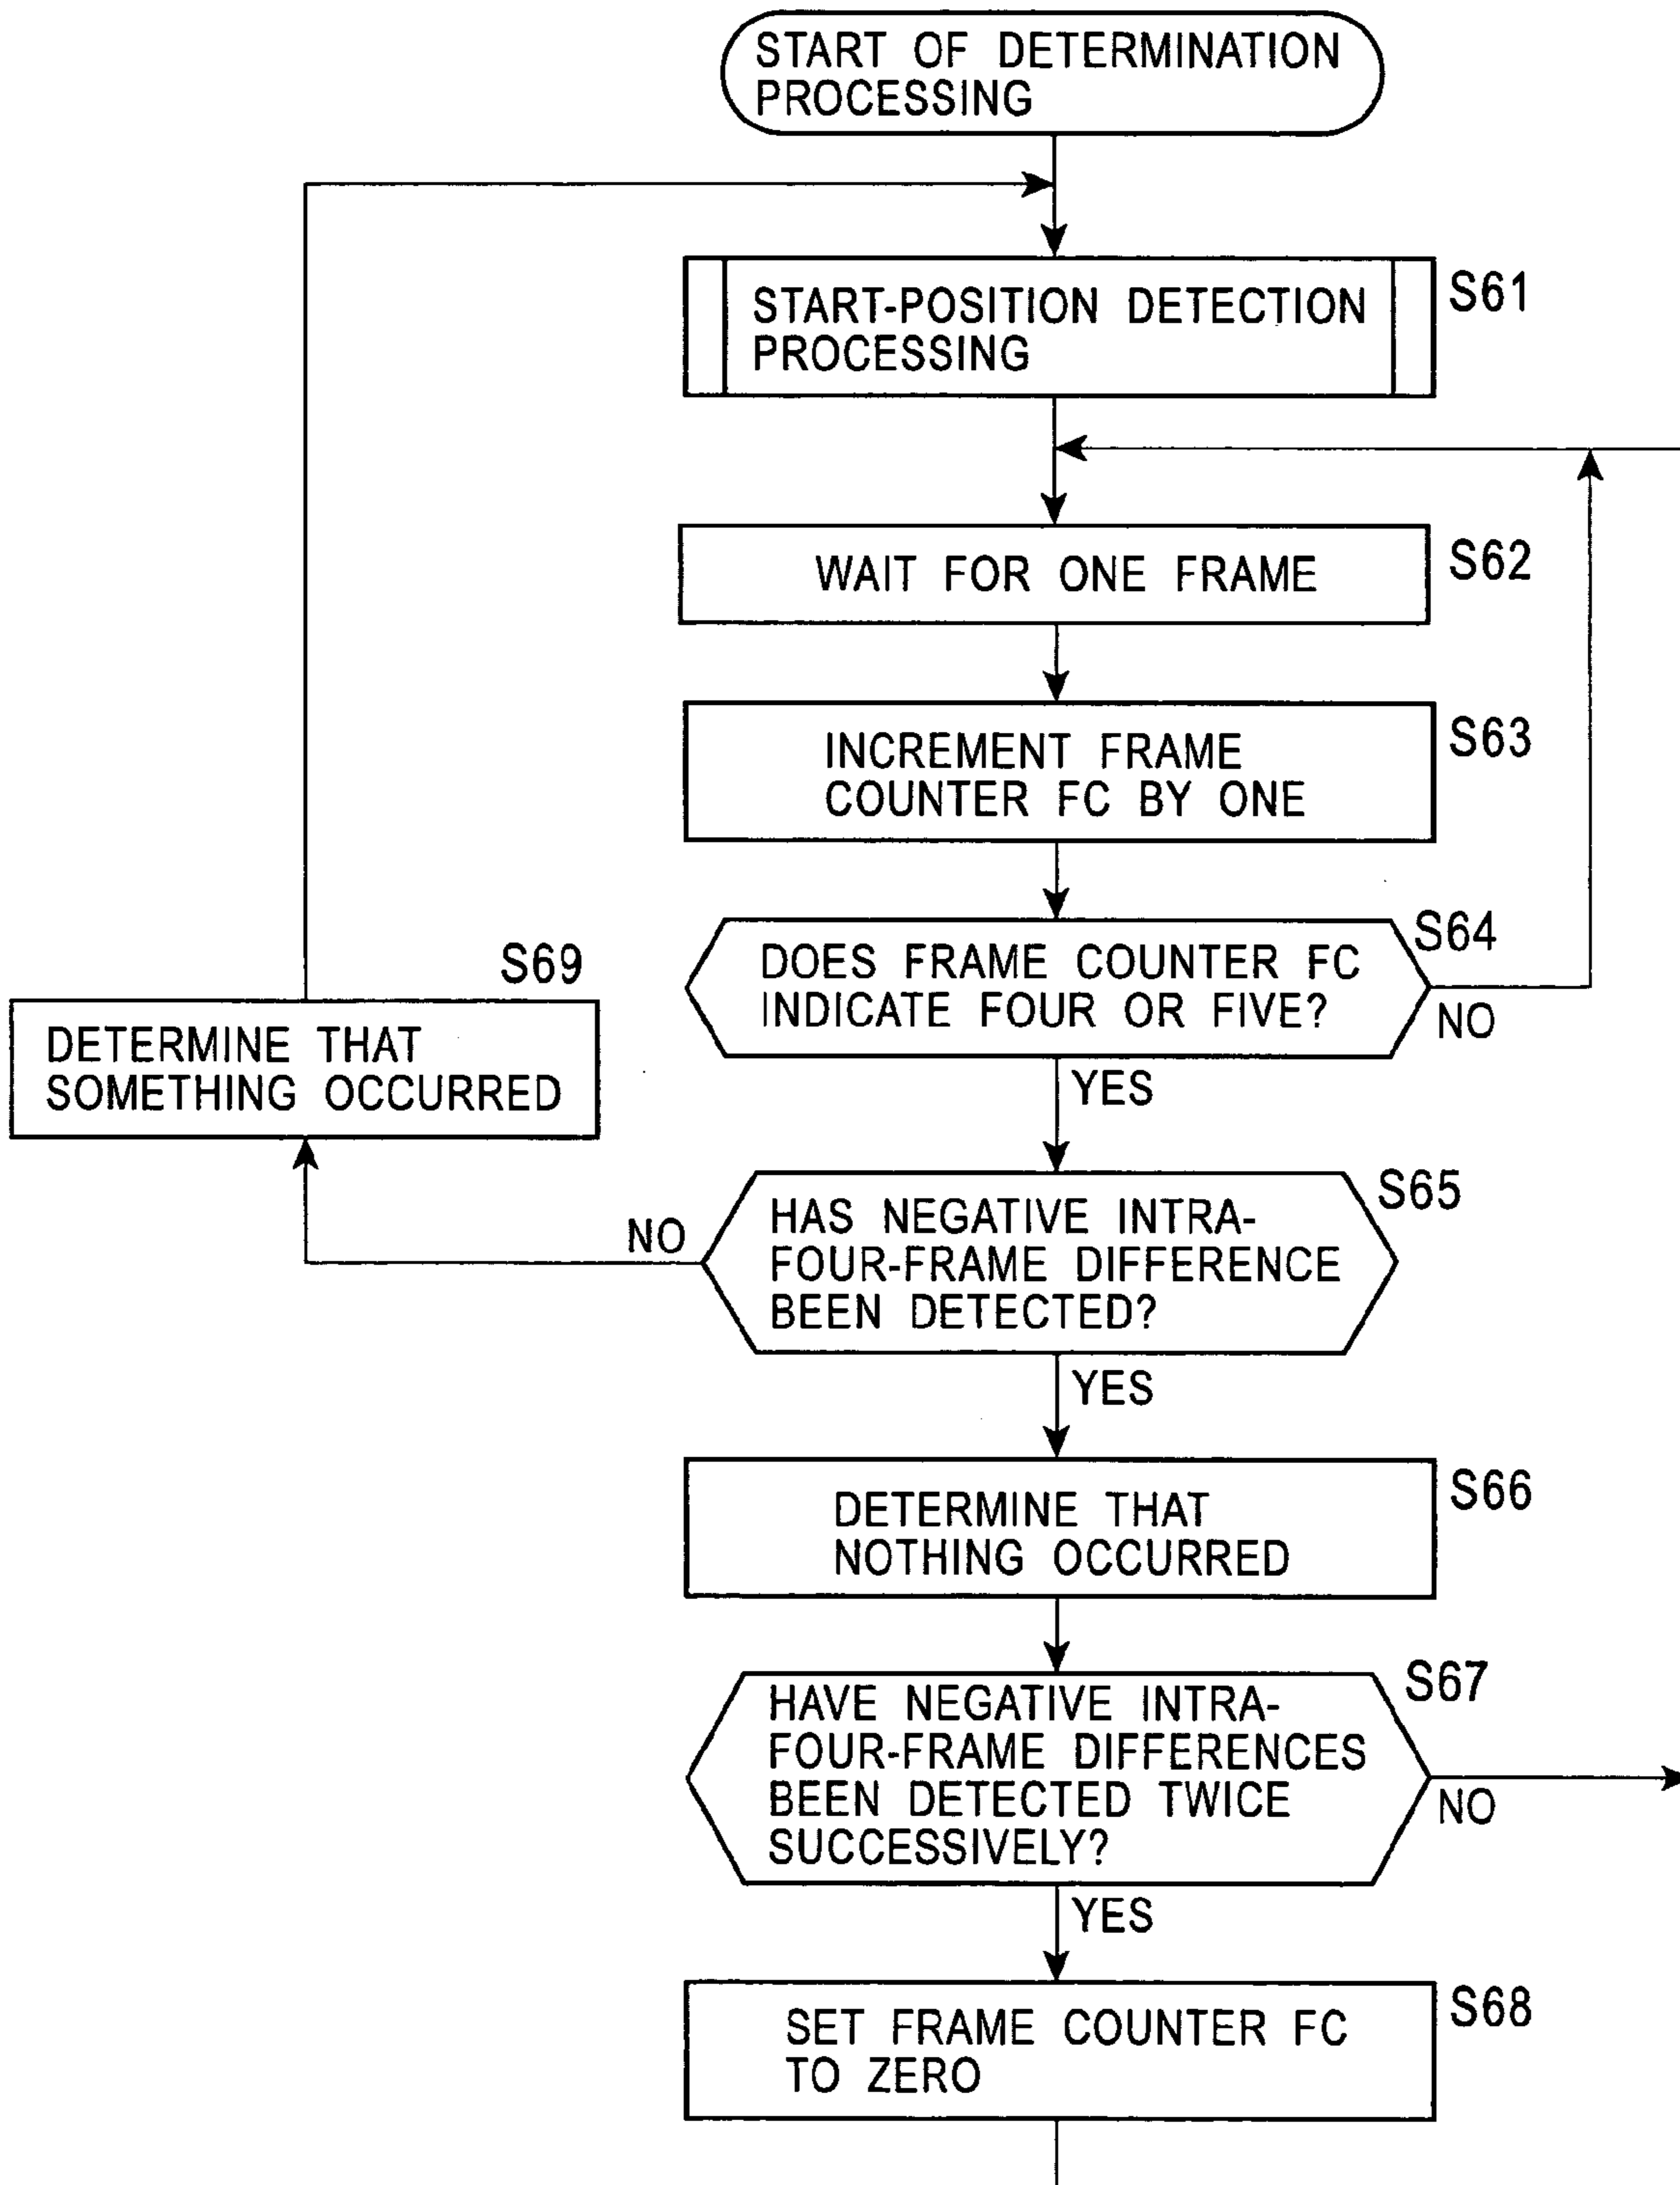 START OF DETERMINATION
PROCESSING
START-POSITION DETECTION
PROCESSING
S61
WAIT FOR ONE FRAME
S62
INCREMENT FRAME
COUNTER FC BY ONE
S63
DOES FRAME COUNTER FC
INDICATE FOUR OR FIVE?
S64
NO
YES
S69
DETERMINE THAT
SOMETHING OCCURRED
HAS NEGATIVE INTRA-
FOUR-FRAME DIFFERENCE
BEEN DETECTED?
S65
NO
YES
DETERMINE THAT
NOTHING OCCURRED
S66
HAVE NEGATIVE INTRA-
FOUR-FRAME DIFFERENCES
BEEN DETECTED TWICE
SUCCESSIVELY?
S67
NO
YES
SET FRAME COUNTER FC
TO ZERO
S68